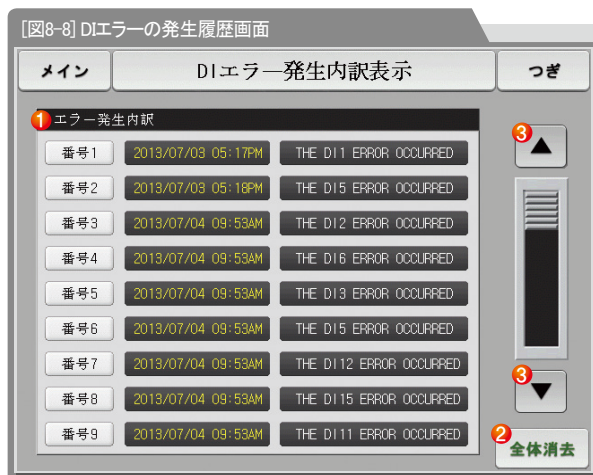 [図8-8] DIエラーの発生履歴画面
メイン DIエラー発生内訳表示 つぎ
1 エラー発生内訳
3 ▲
番号1 2013/07/03 05:17PM THE DI1 ERROR OCCURRED
番号2 2013/07/03 05:18PM THE DI5 ERROR OCCURRED
番号3 2013/07/04 09:53AM THE DI2 ERROR OCCURRED
番号4 2013/07/04 09:53AM THE DI6 ERROR OCCURRED
番号5 2013/07/04 09:53AM THE DI3 ERROR OCCURRED
番号6 2013/07/04 09:53AM THE DI5 ERROR OCCURRED
番号7 2013/07/04 09:53AM THE DI12 ERROR OCCURRED
3 ▼
番号8 2013/07/04 09:53AM THE DI15 ERROR OCCURRED
番号9 2013/07/04 09:53AM THE DI11 ERROR OCCURRED
2 全体消去